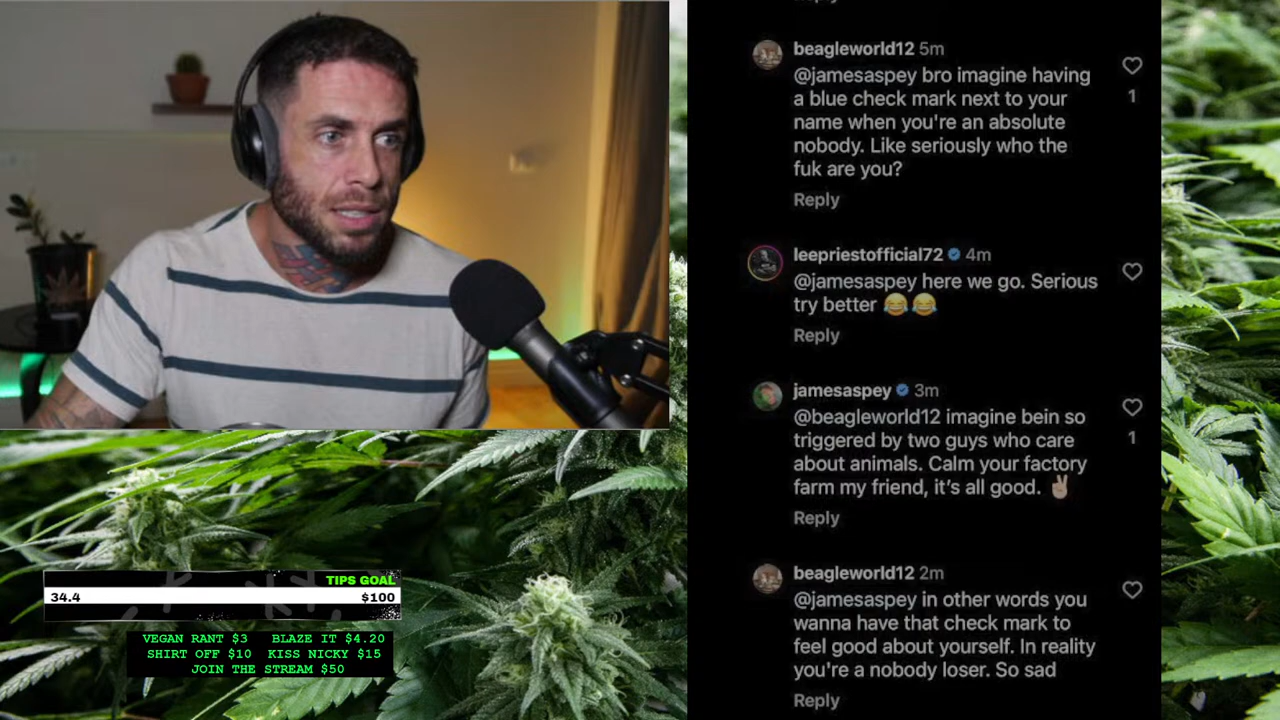 Reply
beagleworld12 5m
@jamesaspey bro imagine having
a blue check mark next to your
name when you're an absolute
nobody. Like seriously who the
fuk are you?
1
Reply
leepriestofficial72 4m
@jamesaspey here we go. Serious
try better 😂😂
Reply
jamesaspey 3m
@beagleworld12 imagine bein so
triggered by two guys who care
about animals. Calm your factory
farm my friend, it’s all good. ✌🏼
1
Reply
beagleworld12 2m
@jamesaspey in other words you
wanna have that check mark to
feel good about yourself. In reality
you're a nobody loser. So sad
Reply
TIPS GOAL
34.4 $100
VEGAN RANT $3 BLAZE IT $4.20
SHIRT OFF $10 KISS NICKY $15
JOIN THE STREAM $50